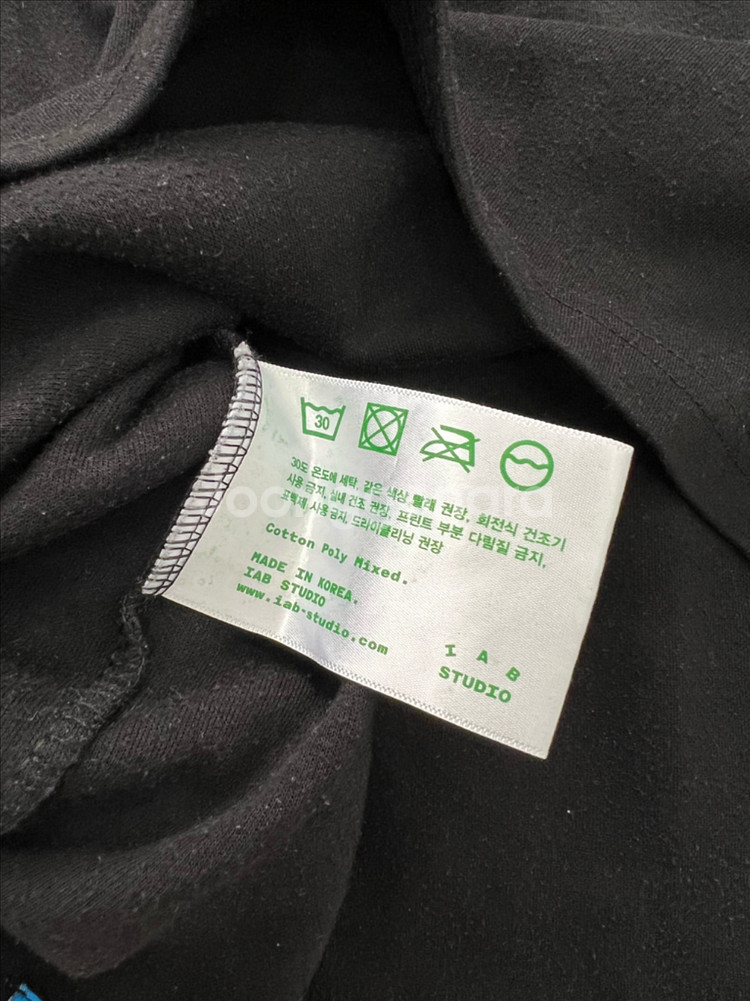 30
30도 온도에 세탁, 같은 색상 빨래 권장, 회전식 건조기
사용 금지, 실내 건조 권장, 프린트 부분 다림질 금지,
표백제 사용금지, 드라이클리닝 권장
Cotton Poly Mixed.
MADE IN KOREA.
IAB STUDIO
www.iab-studio.com
I A B
STUDIO